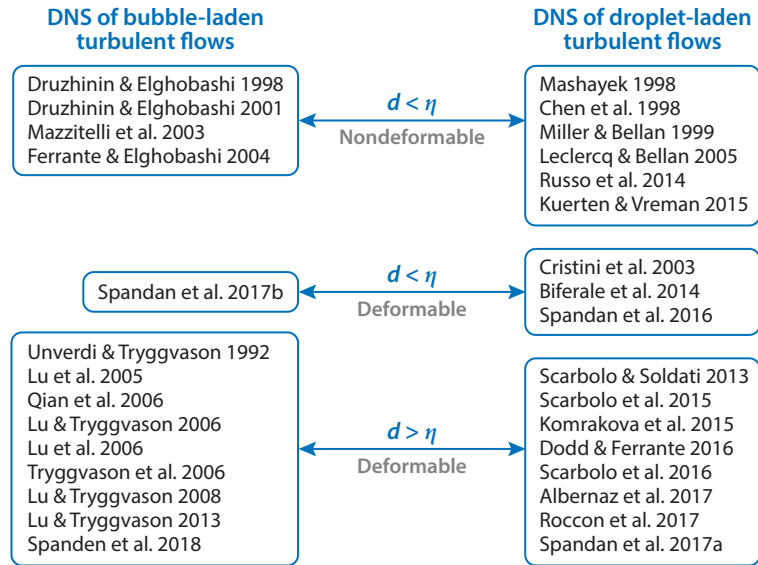 DNS of bubble-laden
turbulent flows
DNS of droplet-laden
turbulent flows
Druzhinin & Elghobashi 1998
Druzhinin & Elghobashi 2001
Mazzitelli et al. 2003
Ferrante & Elghobashi 2004
d < η
Nondeformable
Mashayek 1998
Chen et al. 1998
Miller & Bellan 1999
Leclercq & Bellan 2005
Russo et al. 2014
Kuerten & Vreman 2015
Spandan et al. 2017b
d < η
Deformable
Cristini et al. 2003
Biferale et al. 2014
Spandan et al. 2016
Unverdi & Tryggvason 1992
Lu et al. 2005
Qian et al. 2006
Lu & Tryggvason 2006
Lu et al. 2006
Tryggvason et al. 2006
Lu & Tryggvason 2008
Lu & Tryggvason 2013
Spanden et al. 2018
d > η
Deformable
Scarbolo & Soldati 2013
Scarbolo et al. 2015
Komrakova et al. 2015
Dodd & Ferrante 2016
Scarbolo et al. 2016
Albernaz et al. 2017
Roccon et al. 2017
Spandan et al. 2017a